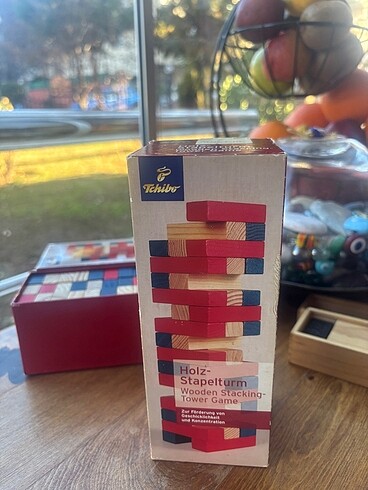 Tchibo
Holz-
Stapelturm
Wooden Stacking-
Tower Game
Zur Förderung von
Geschicklichkeit
und Konzentration